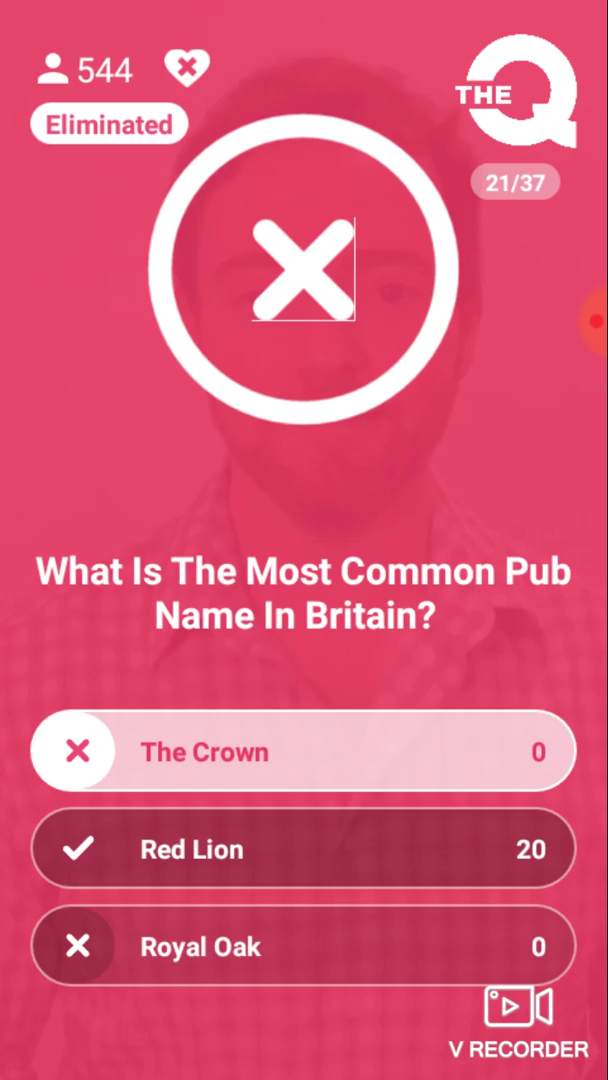 544
THE Q
Eliminated
21/37
What Is The Most Common Pub
Name In Britain?
The Crown 0
Red Lion 20
Royal Oak 0
V RECORDER